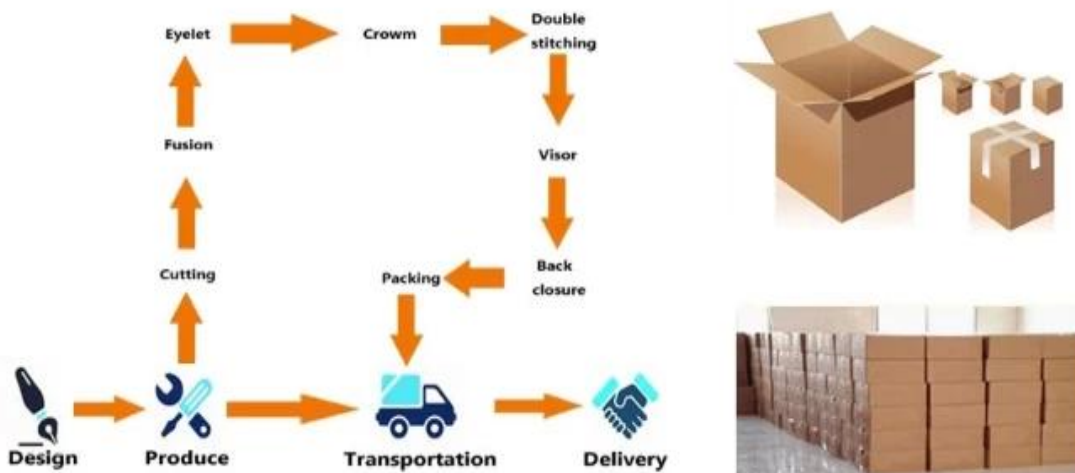 Eyelet
Crowm
Double
stitching
Fusion
Visor
Cutting
Packing
Back
closure
Design
Produce
Transportation
Delivery